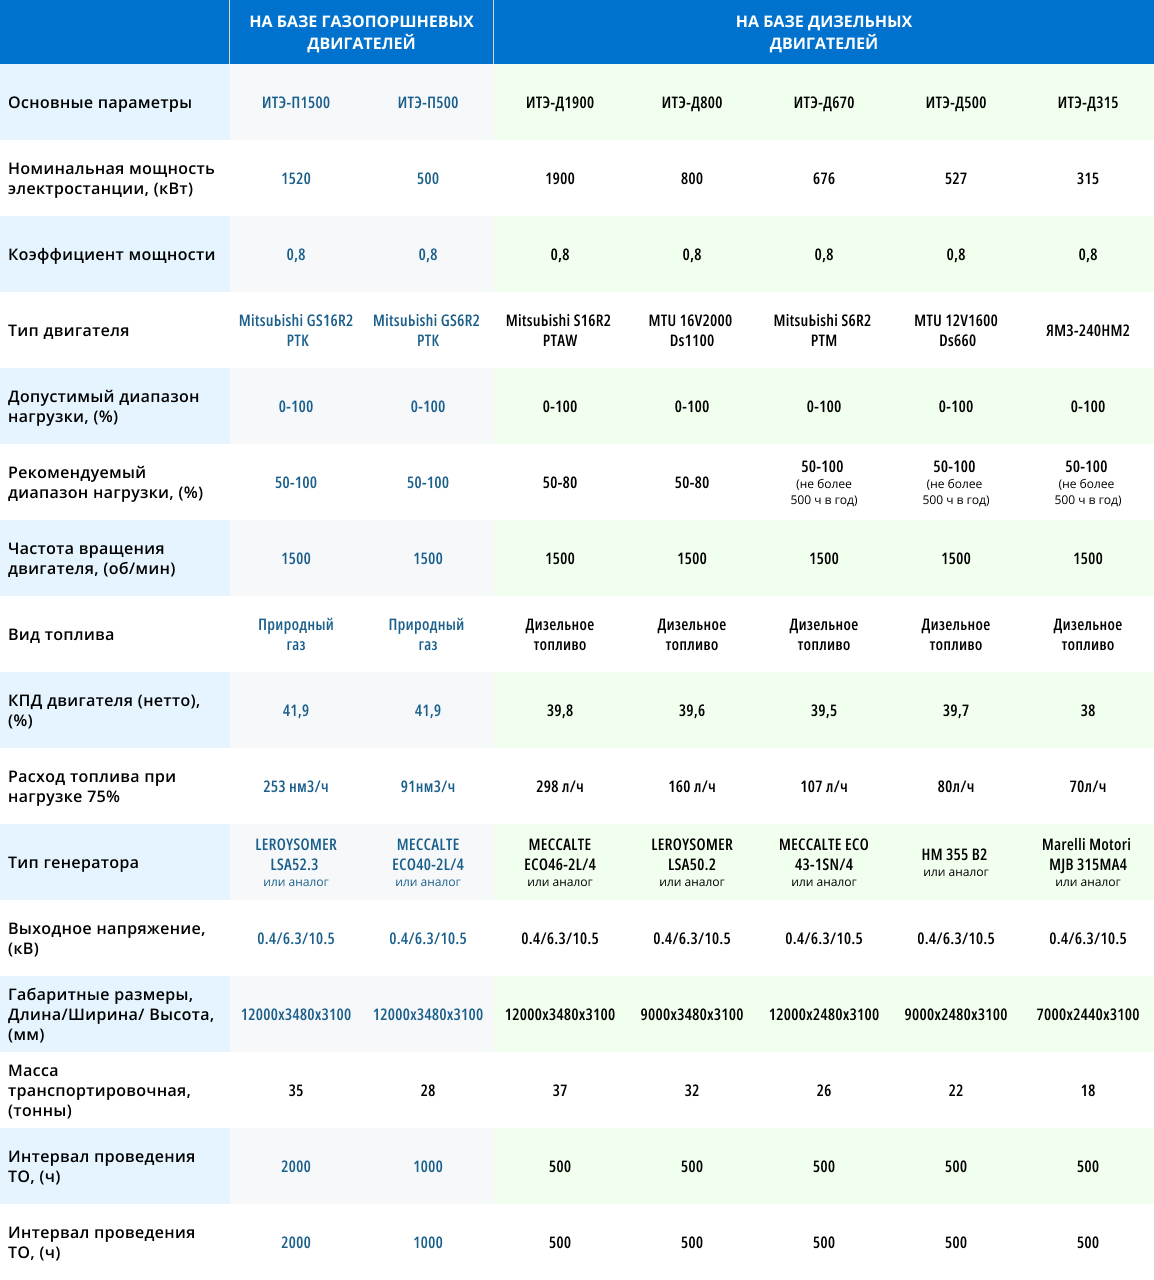 НА БАЗЕ ГАЗОПОРШНЕВЫХ
ДВИГАТЕЛЕЙ
НА БАЗЕ ДИЗЕЛЬНЫХ
ДВИГАТЕЛЕЙ
Основные параметры ИТЭ-П1500 ИТЭ-П500 ИТЭ-Д1900 ИТЭ-Д800 ИТЭ-Д670 ИТЭ-Д500 ИТЭ-Д315
Номинальная мощность
электростанции, (кВт) 1520 500 1900 800 676 527 315
Коэффициент мощности 0,8 0,8 0,8 0,8 0,8 0,8 0,8
Тип двигателя
Mitsubishi GS16R2
PTK
Mitsubishi GS6R2
PTK
Mitsubishi S16R2
PTAW
MTU 16V2000
Ds1100
Mitsubishi S6R2
PTM
MTU 12V1600
Ds660
ЯМЗ-240НМ2
Допустимый диапазон
нагрузки, (%) 0-100 0-100 0-100 0-100 0-100 0-100 0-100
Рекомендуемый
диапазон нагрузки, (%) 50-100 50-100 50-80 50-80
50-100
(не более
500 ч в год)
50-100
(не более
500 ч в год)
50-100
(не более
500 ч в год)
Частота вращения
двигателя, (об/мин) 1500 1500 1500 1500 1500 1500 1500
Вид топлива
Природный
газ
Природный
газ
Дизельное
топливо
Дизельное
топливо
Дизельное
топливо
Дизельное
топливо
Дизельное
топливо
КПД двигателя (нетто),
(%) 41,9 41,9 39,8 39,6 39,5 39,7 38
Расход топлива при
нагрузке 75% 253 нм3/ч 91нм3/ч 298 л/ч 160 л/ч 107 л/ч 80л/ч 70л/ч
Тип генератора
LEROYSOMER
LSA52.3
или аналог
MECCALTE
ECO40-2L/4
или аналог
MECCALTE
ECO46-2L/4
или аналог
LEROYSOMER
LSA50.2
или аналог
MECCALTE ECO
43-1SN/4
или аналог
HM 355 B2
или аналог
Marelli Motori
MJB 315MA4
или аналог
Выходное напряжение,
(кВ) 0.4/6.3/10.5 0.4/6.3/10.5 0.4/6.3/10.5 0.4/6.3/10.5 0.4/6.3/10.5 0.4/6.3/10.5 0.4/6.3/10.5
Габаритные размеры,
Длина/Ширина/ Высота,
(мм) 12000х3480х3100 12000х3480х3100 12000х3480х3100 9000х3480х3100 12000х2480х3100 9000х2480х3100 7000х2440х3100
Масса
транспортировочная,
(тонны) 35 28 37 32 26 22 18
Интервал проведения
ТО, (ч) 2000 1000 500 500 500 500 500
Интервал проведения
ТО, (ч) 2000 1000 500 500 500 500 500